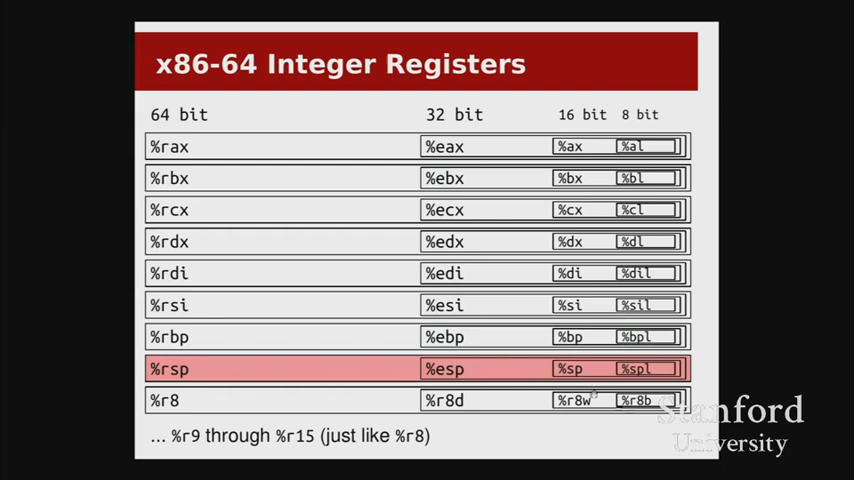 x86-64 Integer Registers
64 bit 32 bit 16 bit 8 bit
%rax %eax %ax %al
%rbx %ebx %bx %bl
%rcx %ecx %cx %cl
%rdx %edx %dx %dl
%rdi %edi %di %dil
%rsi %esi %si %sil
%rbp %ebp %bp %bpl
%rsp %esp %sp %spl
%r8 %r8d %r8w %r8b
... %r9 through %r15 (just like %r8)
Stanford
University